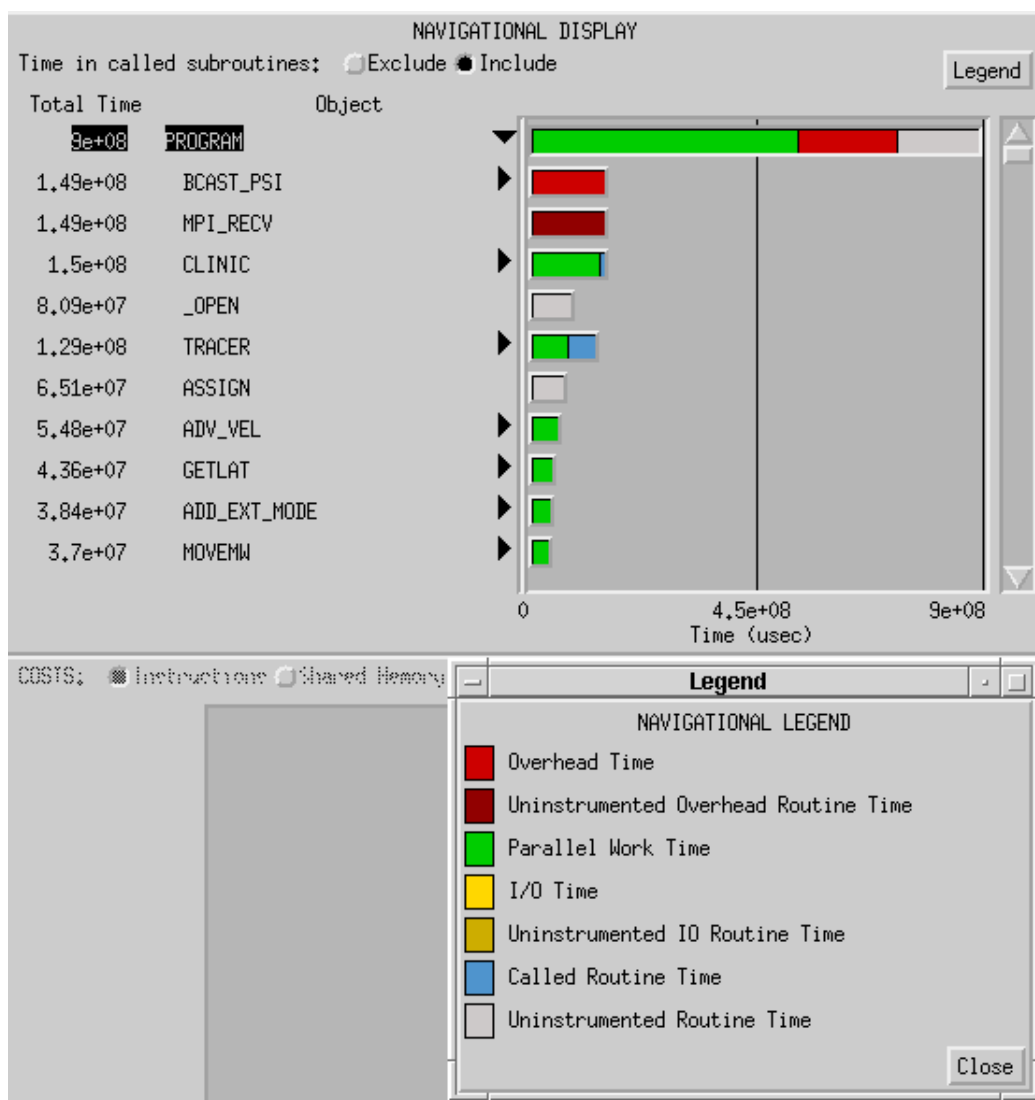 NAVIGATIONAL DISPLAY
Time in called subroutines: Exclude Include
Legend
Total Time Object
9e+08 PROGRAM
1.49e+08 BCAST_PSI
1.49e+08 MPI_RECV
1.5e+08 CLINIC
8.09e+07 _OPEN
1.29e+08 TRACER
6.51e+07 ASSIGN
5.48e+07 ADV_VEL
4.36e+07 GETLAT
3.84e+07 ADD_EXT_MODE
3.7e+07 MOVEMW
0 4.5e+08 9e+08
Time (usec)
COSTS: Instructions Shared Memory
Legend
NAVIGATIONAL LEGEND
Overhead Time
Uninstrumented Overhead Routine Time
Parallel Work Time
I/O Time
Uninstrumented IO Routine Time
Called Routine Time
Uninstrumented Routine Time
Close